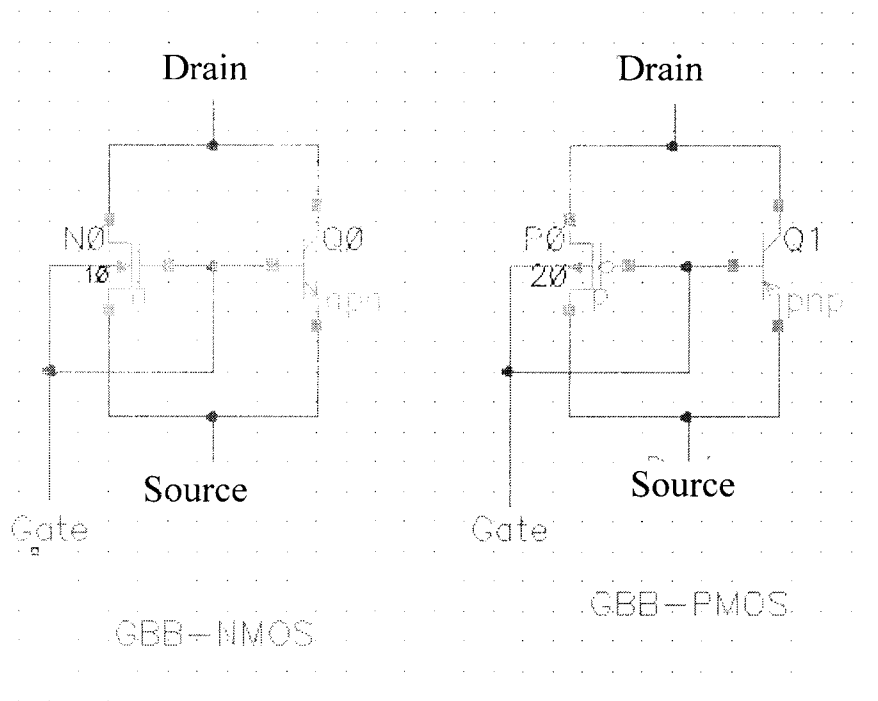 Drain
N0
10
n
Q0
npn
Source
Gate
GBB-NMOS
Drain
P0
20
P
Q1
pnp
Source
Gate
GBB-PMOS